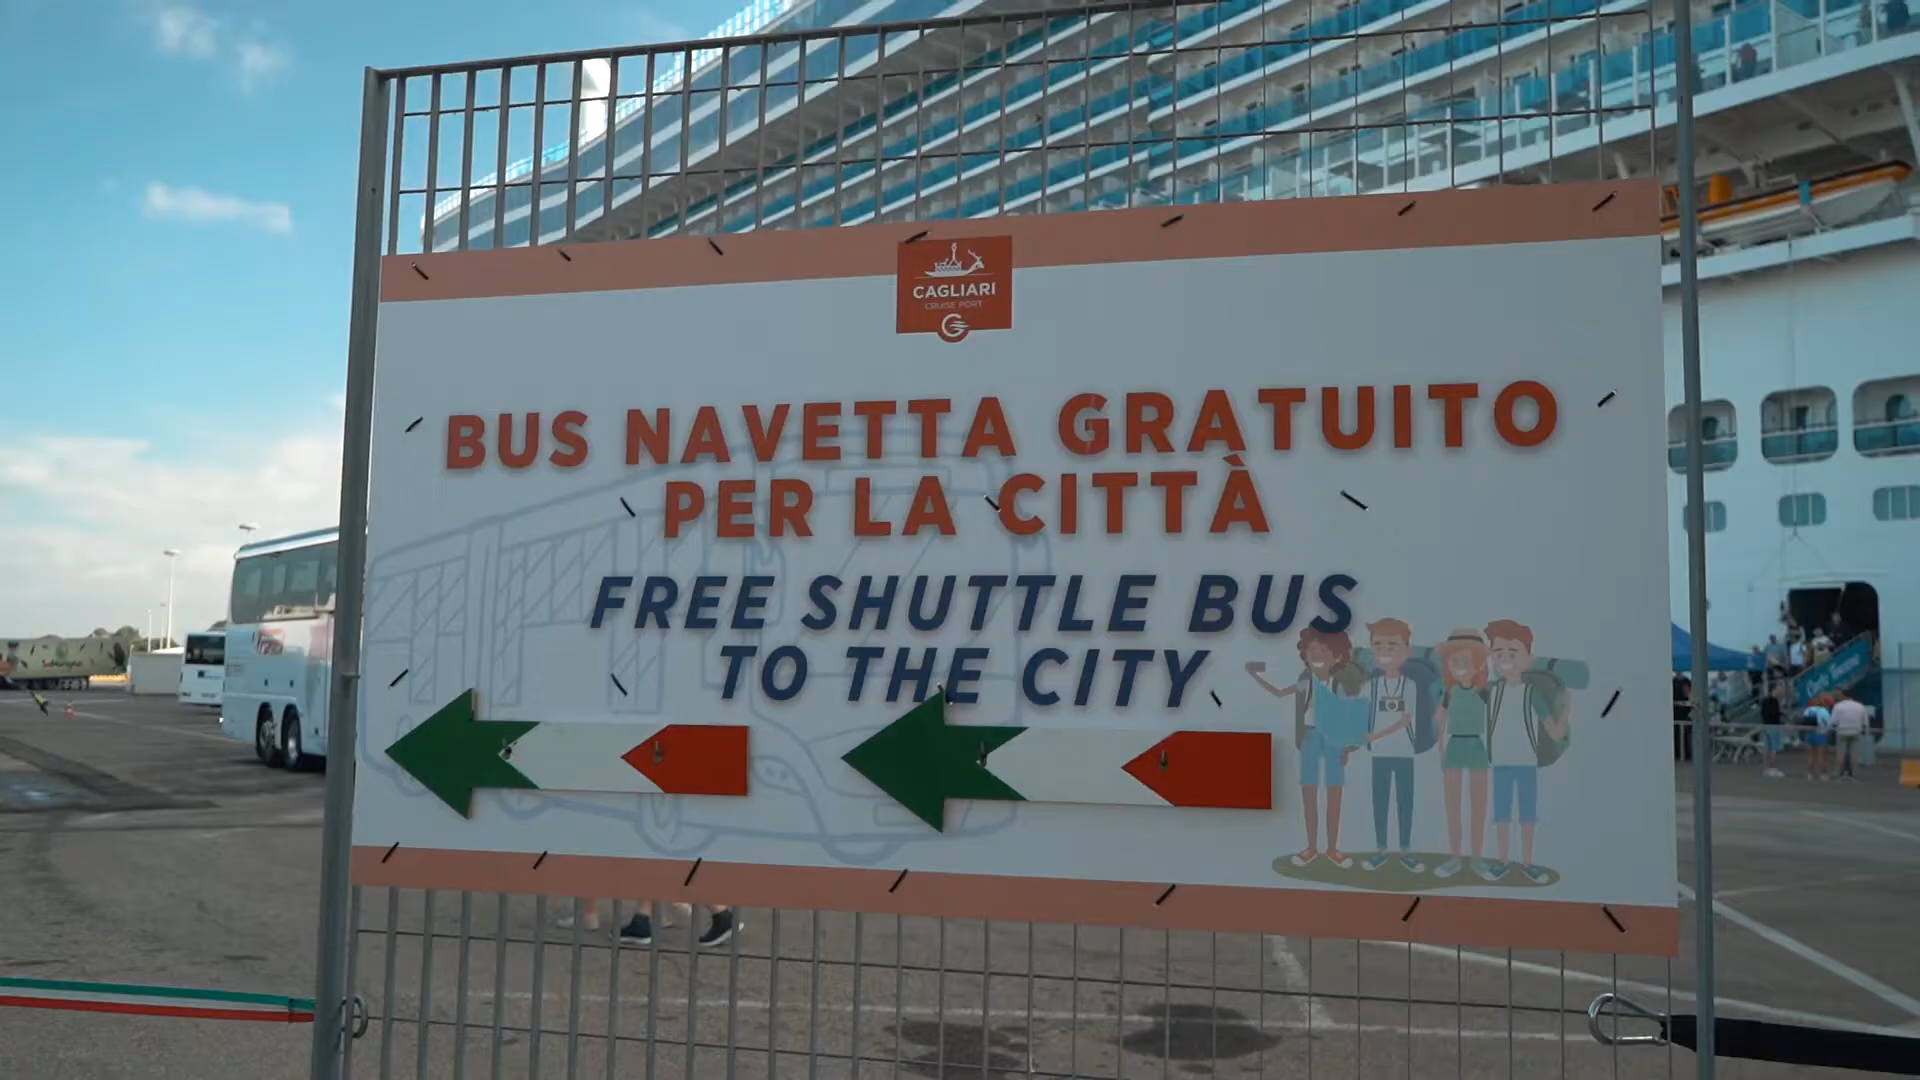 CAGLIARI
CRUISE PORT
BUS NAVETTA GRATUITO
PER LA CITTÀ
FREE SHUTTLE BUS
TO THE CITY